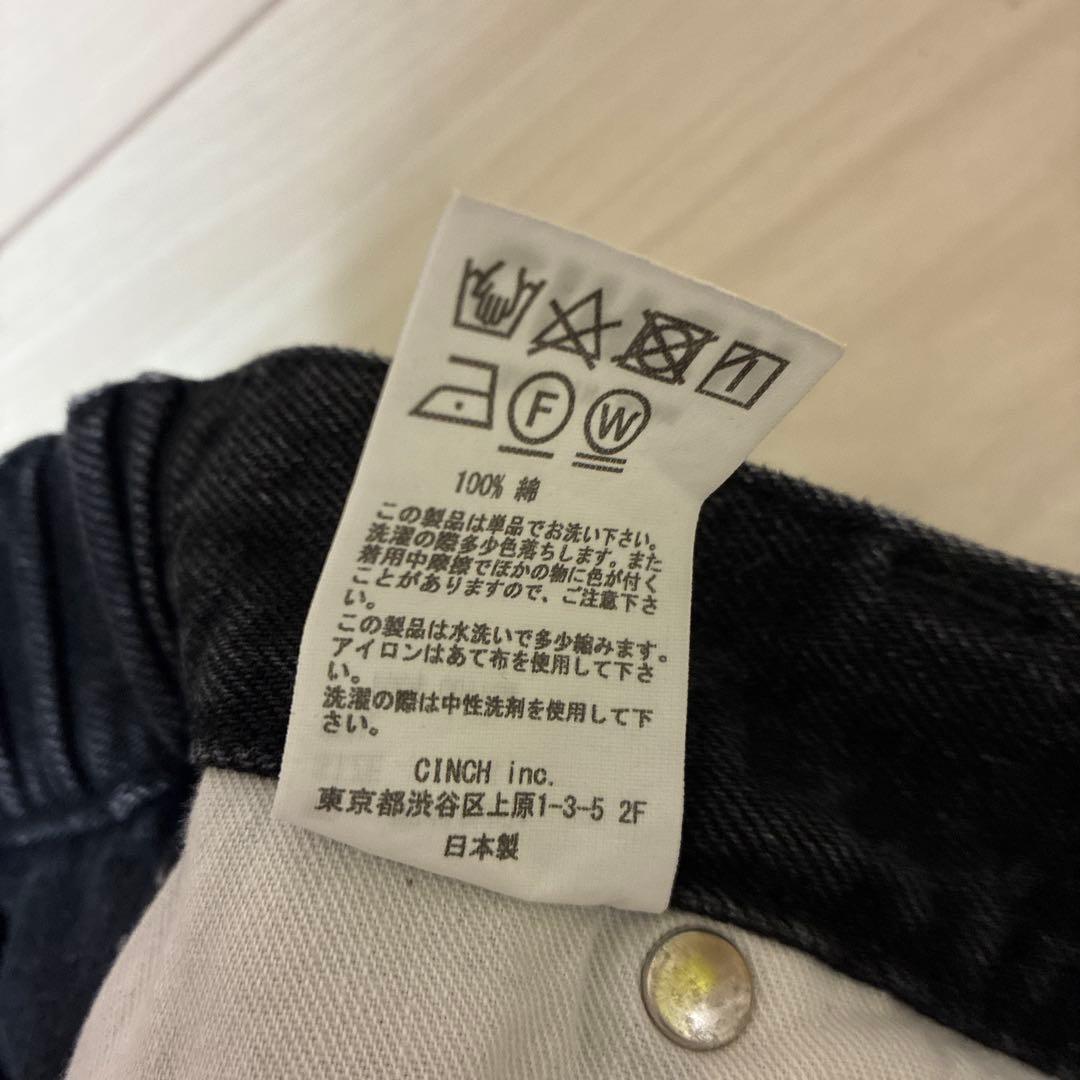 F W
100% 綿
この製品は単品でお洗い下さい。
洗濯の際多少色落ちします。また
着用中摩擦でほかの物に色が付く
ことがありますので、ご注意下さ
い。
この製品は水洗いで多少縮みます。
アイロンはあて布を使用して下さ
い。
洗濯の際は中性洗剤を使用して下
さい。
CINCH inc.
東京都渋谷区上原1-3-5 2F
日本製